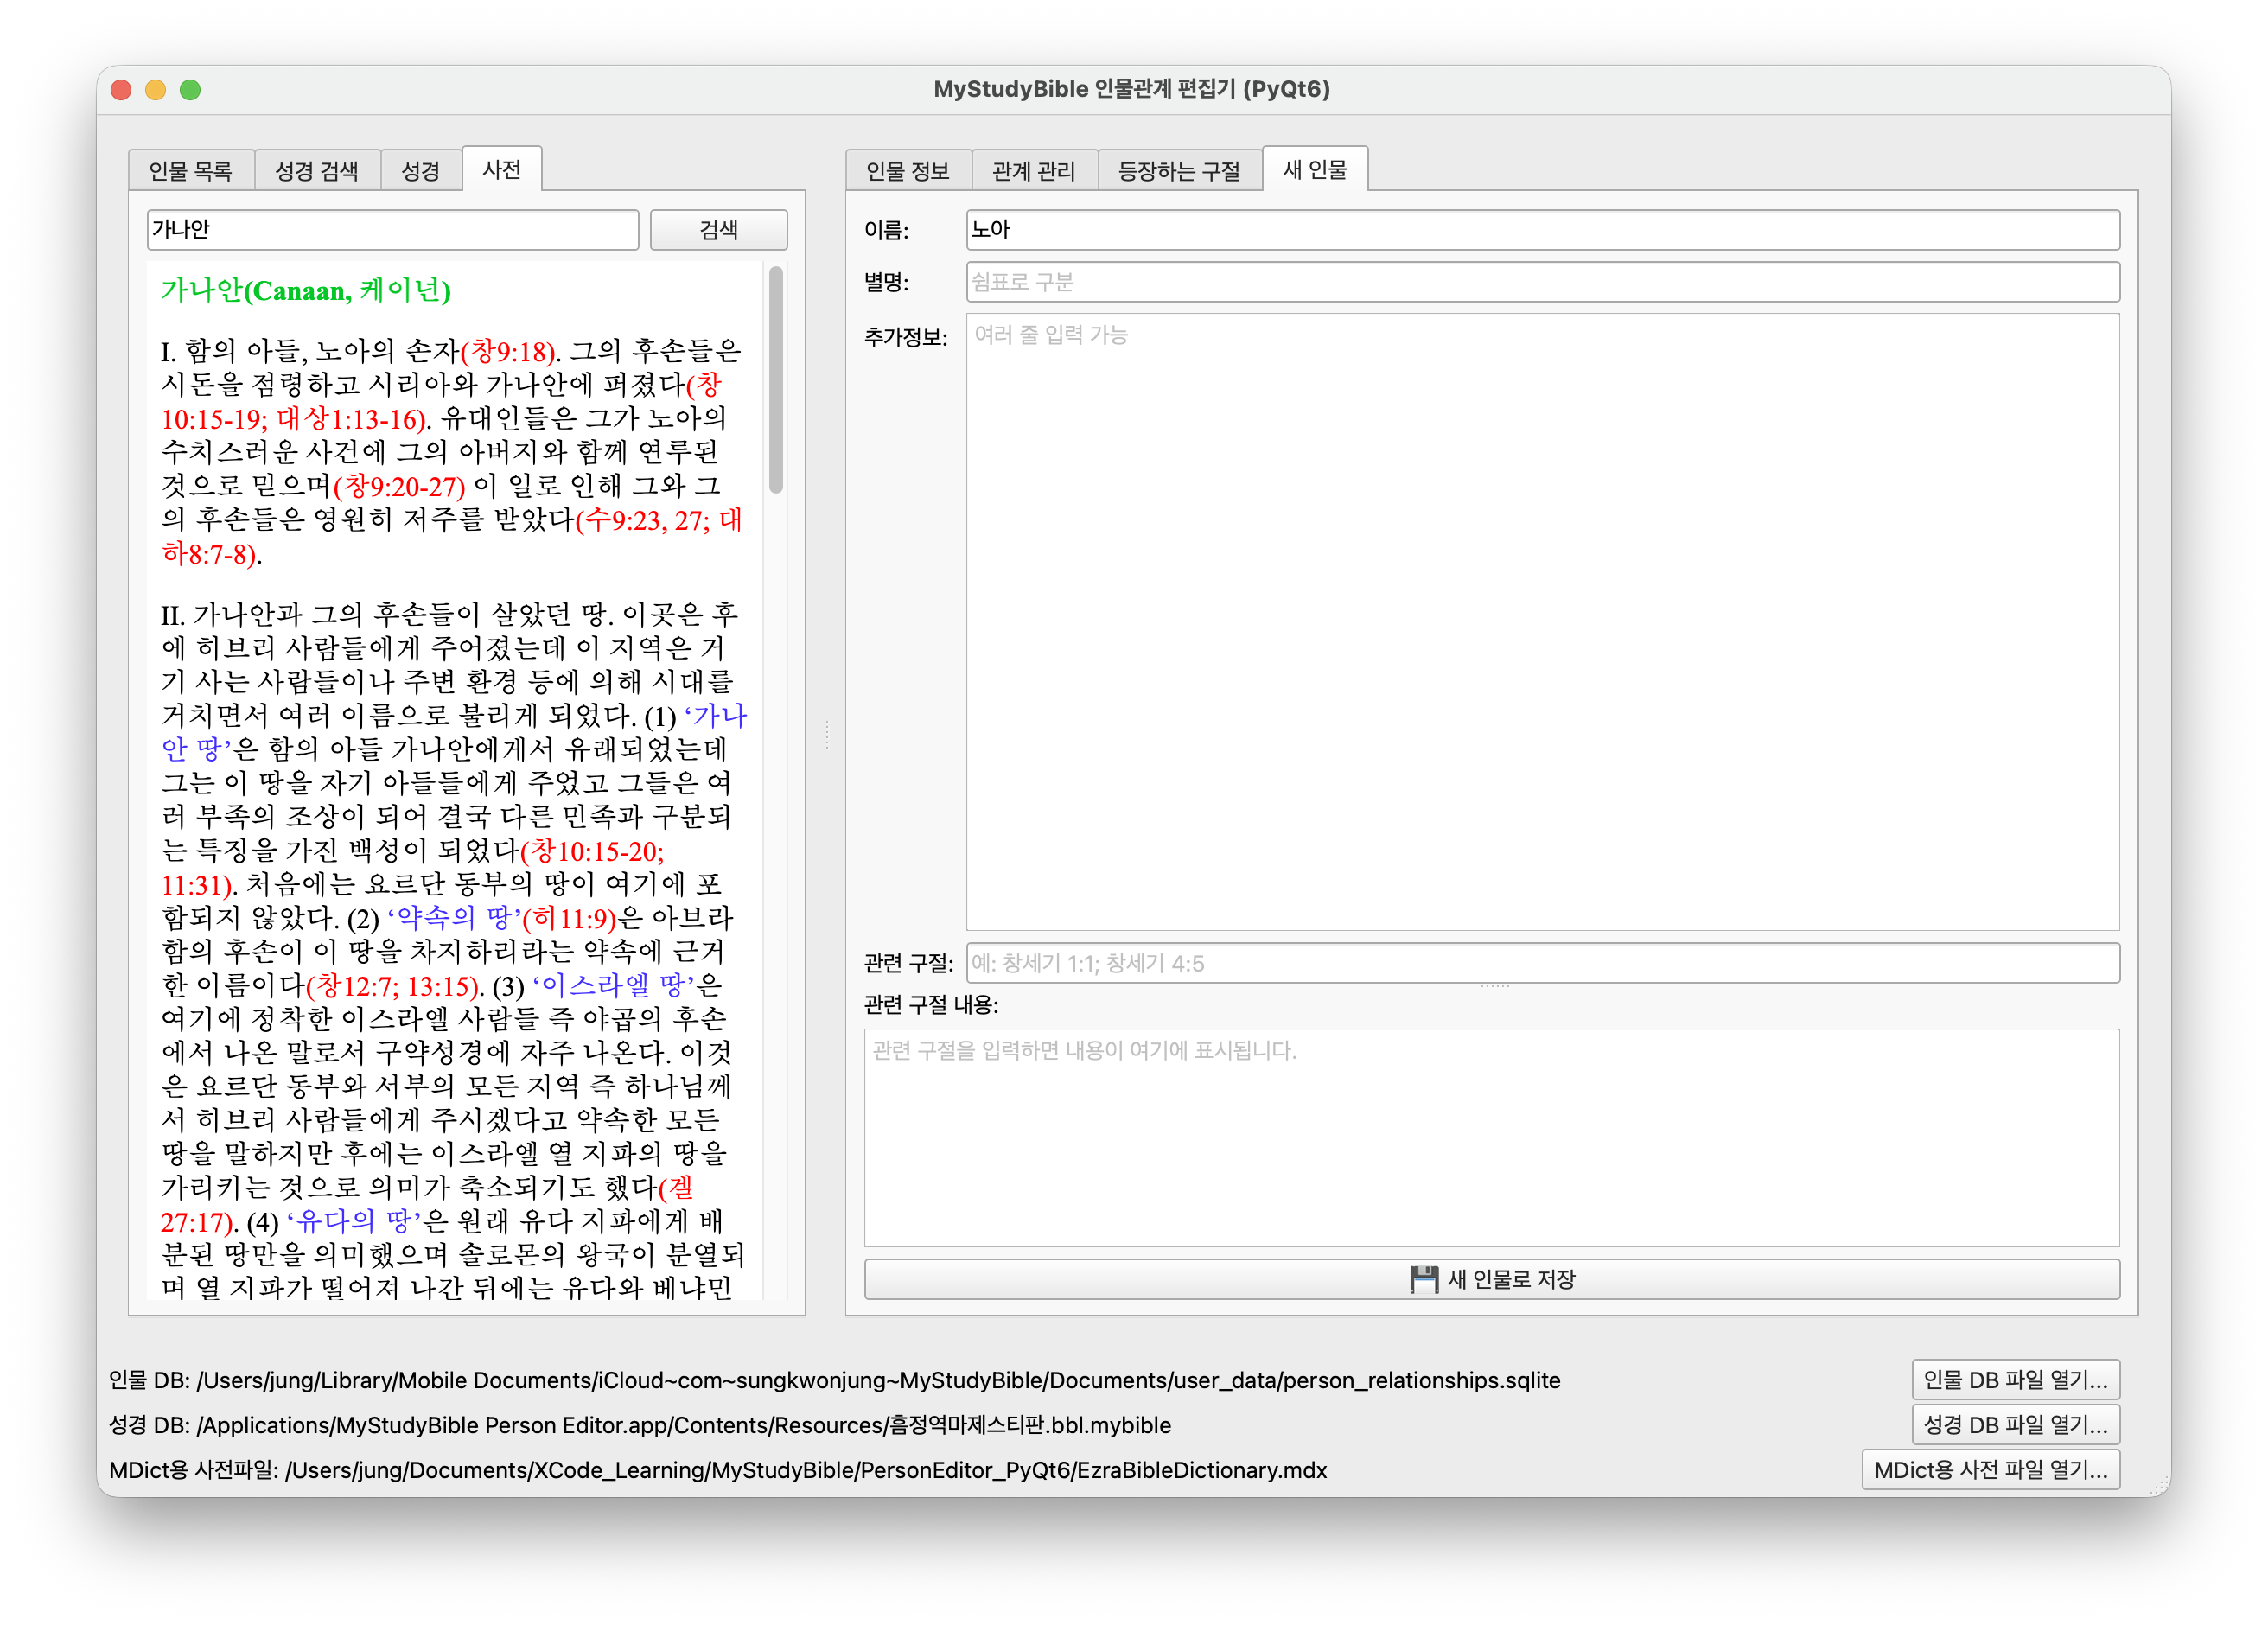 MyStudyBible 인물관계 편집기 (PyQt6)
인물 목록
성경 검색
성경
사전
가나안
검색
가나안(Canaan, 케이넌)
I. 함의 아들, 노아의 손자(창9:18). 그의 후손들은
시돈을 점령하고 시리아와 가나안에 퍼졌다(창
10:15-19; 대상1:13-16). 유대인들은 그가 노아의
수치스러운 사건에 그의 아버지와 함께 연루된
것으로 믿으며(창9:20-27) 이 일로 인해 그와 그
의 후손들은 영원히 저주를 받았다(수9:23, 27; 대
하8:7-8).
II. 가나안과 그의 후손들이 살았던 땅. 이곳은 후
에 히브리 사람들에게 주어졌는데 이 지역은 거
기 사는 사람들이나 주변 환경 등에 의해 시대를
거치면서 여러 이름으로 불리게 되었다. (1) ‘가나
안 땅’은 함의 아들 가나안에게서 유래되었는데
그는 이 땅을 자기 아들들에게 주었고 그들은 여
러 부족의 조상이 되어 결국 다른 민족과 구분되
는 특징을 가진 백성이 되었다(창10:15-20;
11:31). 처음에는 요르단 동부의 땅이 여기에 포
함되지 않았다. (2) ‘약속의 땅’(히11:9)은 아브라
함의 후손이 이 땅을 차지하리라는 약속에 근거
한 이름이다(창12:7; 13:15). (3) ‘이스라엘 땅’은
여기에 정착한 이스라엘 사람들 즉 야곱의 후손
에서 나온 말로서 구약성경에 자주 나온다. 이것
은 요르단 동부와 서부의 모든 지역 즉 하나님께
서 히브리 사람들에게 주시겠다고 약속한 모든
땅을 말하지만 후에는 이스라엘 열 지파의 땅을
가리키는 것으로 의미가 축소되기도 했다(겔
27:17). (4) ‘유다의 땅’은 원래 유다 지파에게 배
분된 땅만을 의미했으며 솔로몬의 왕국이 분열되
며 열 지파가 떨어져 나간 뒤에는 유다와 베냐민
인물 정보
관계 관리
등장하는 구절
새 인물
이름:
노아
별명:
쉼표로 구분
추가정보:
여러 줄 입력 가능
관련 구절:
예: 창세기 1:1; 창세기 4:5
관련 구절 내용:
관련 구절을 입력하면 내용이 여기에 표시됩니다.
💾 새 인물로 저장
인물 DB: /Users/jung/Library/Mobile Documents/iCloud~com~sungkwonjung~MyStudyBible/Documents/user_data/person_relationships.sqlite
인물 DB 파일 열기...
성경 DB: /Applications/MyStudyBible Person Editor.app/Contents/Resources/흠정역마제스티판.bbl.mybible
성경 DB 파일 열기...
MDict용 사전파일: /Users/jung/Documents/XCode_Learning/MyStudyBible/PersonEditor_PyQt6/EzraBibleDictionary.mdx
MDict용 사전 파일 열기...